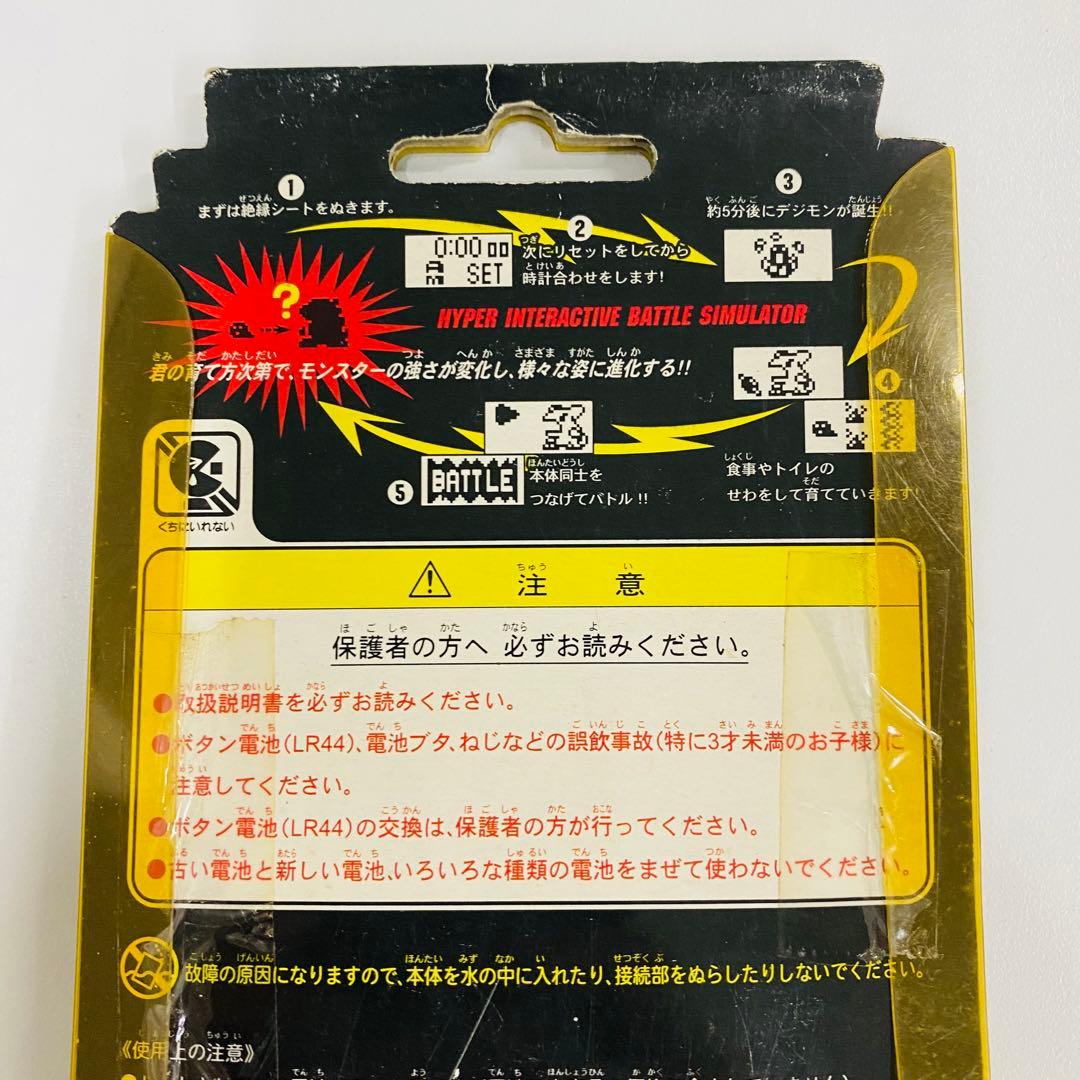 ①
まずは絶縁シートをぬきます。
②
0:00 00
AM SET
次にリセットをしてから
時計合わせをします!
③
約5分後にデジモンが誕生!!
?
HYPER INTERACTIVE BATTLE SIMULATOR
君の育て方次第で、モンスターの強さが変化し、様々な姿に進化する!!
④
食事やトイレの
せわをして育てていきます!
⑤
BATTLE
本体同士を
つなげてバトル!!
くちにいれない
注意
保護者の方へ 必ずお読みください。
●取扱説明書を必ずお読みください。
●ボタン電池(LR44)、電池ブタ、ねじなどの誤飲事故(特に3才未満のお子様)に
注意してください。
●ボタン電池(LR44)の交換は、保護者の方が行ってください。
●古い電池と新しい電池、いろいろな種類の電池をまぜて使わないでください。
故障の原因になりますので、本体を水の中に入れたり、接続部をぬらしたりしないでください。
《使用上の注意》